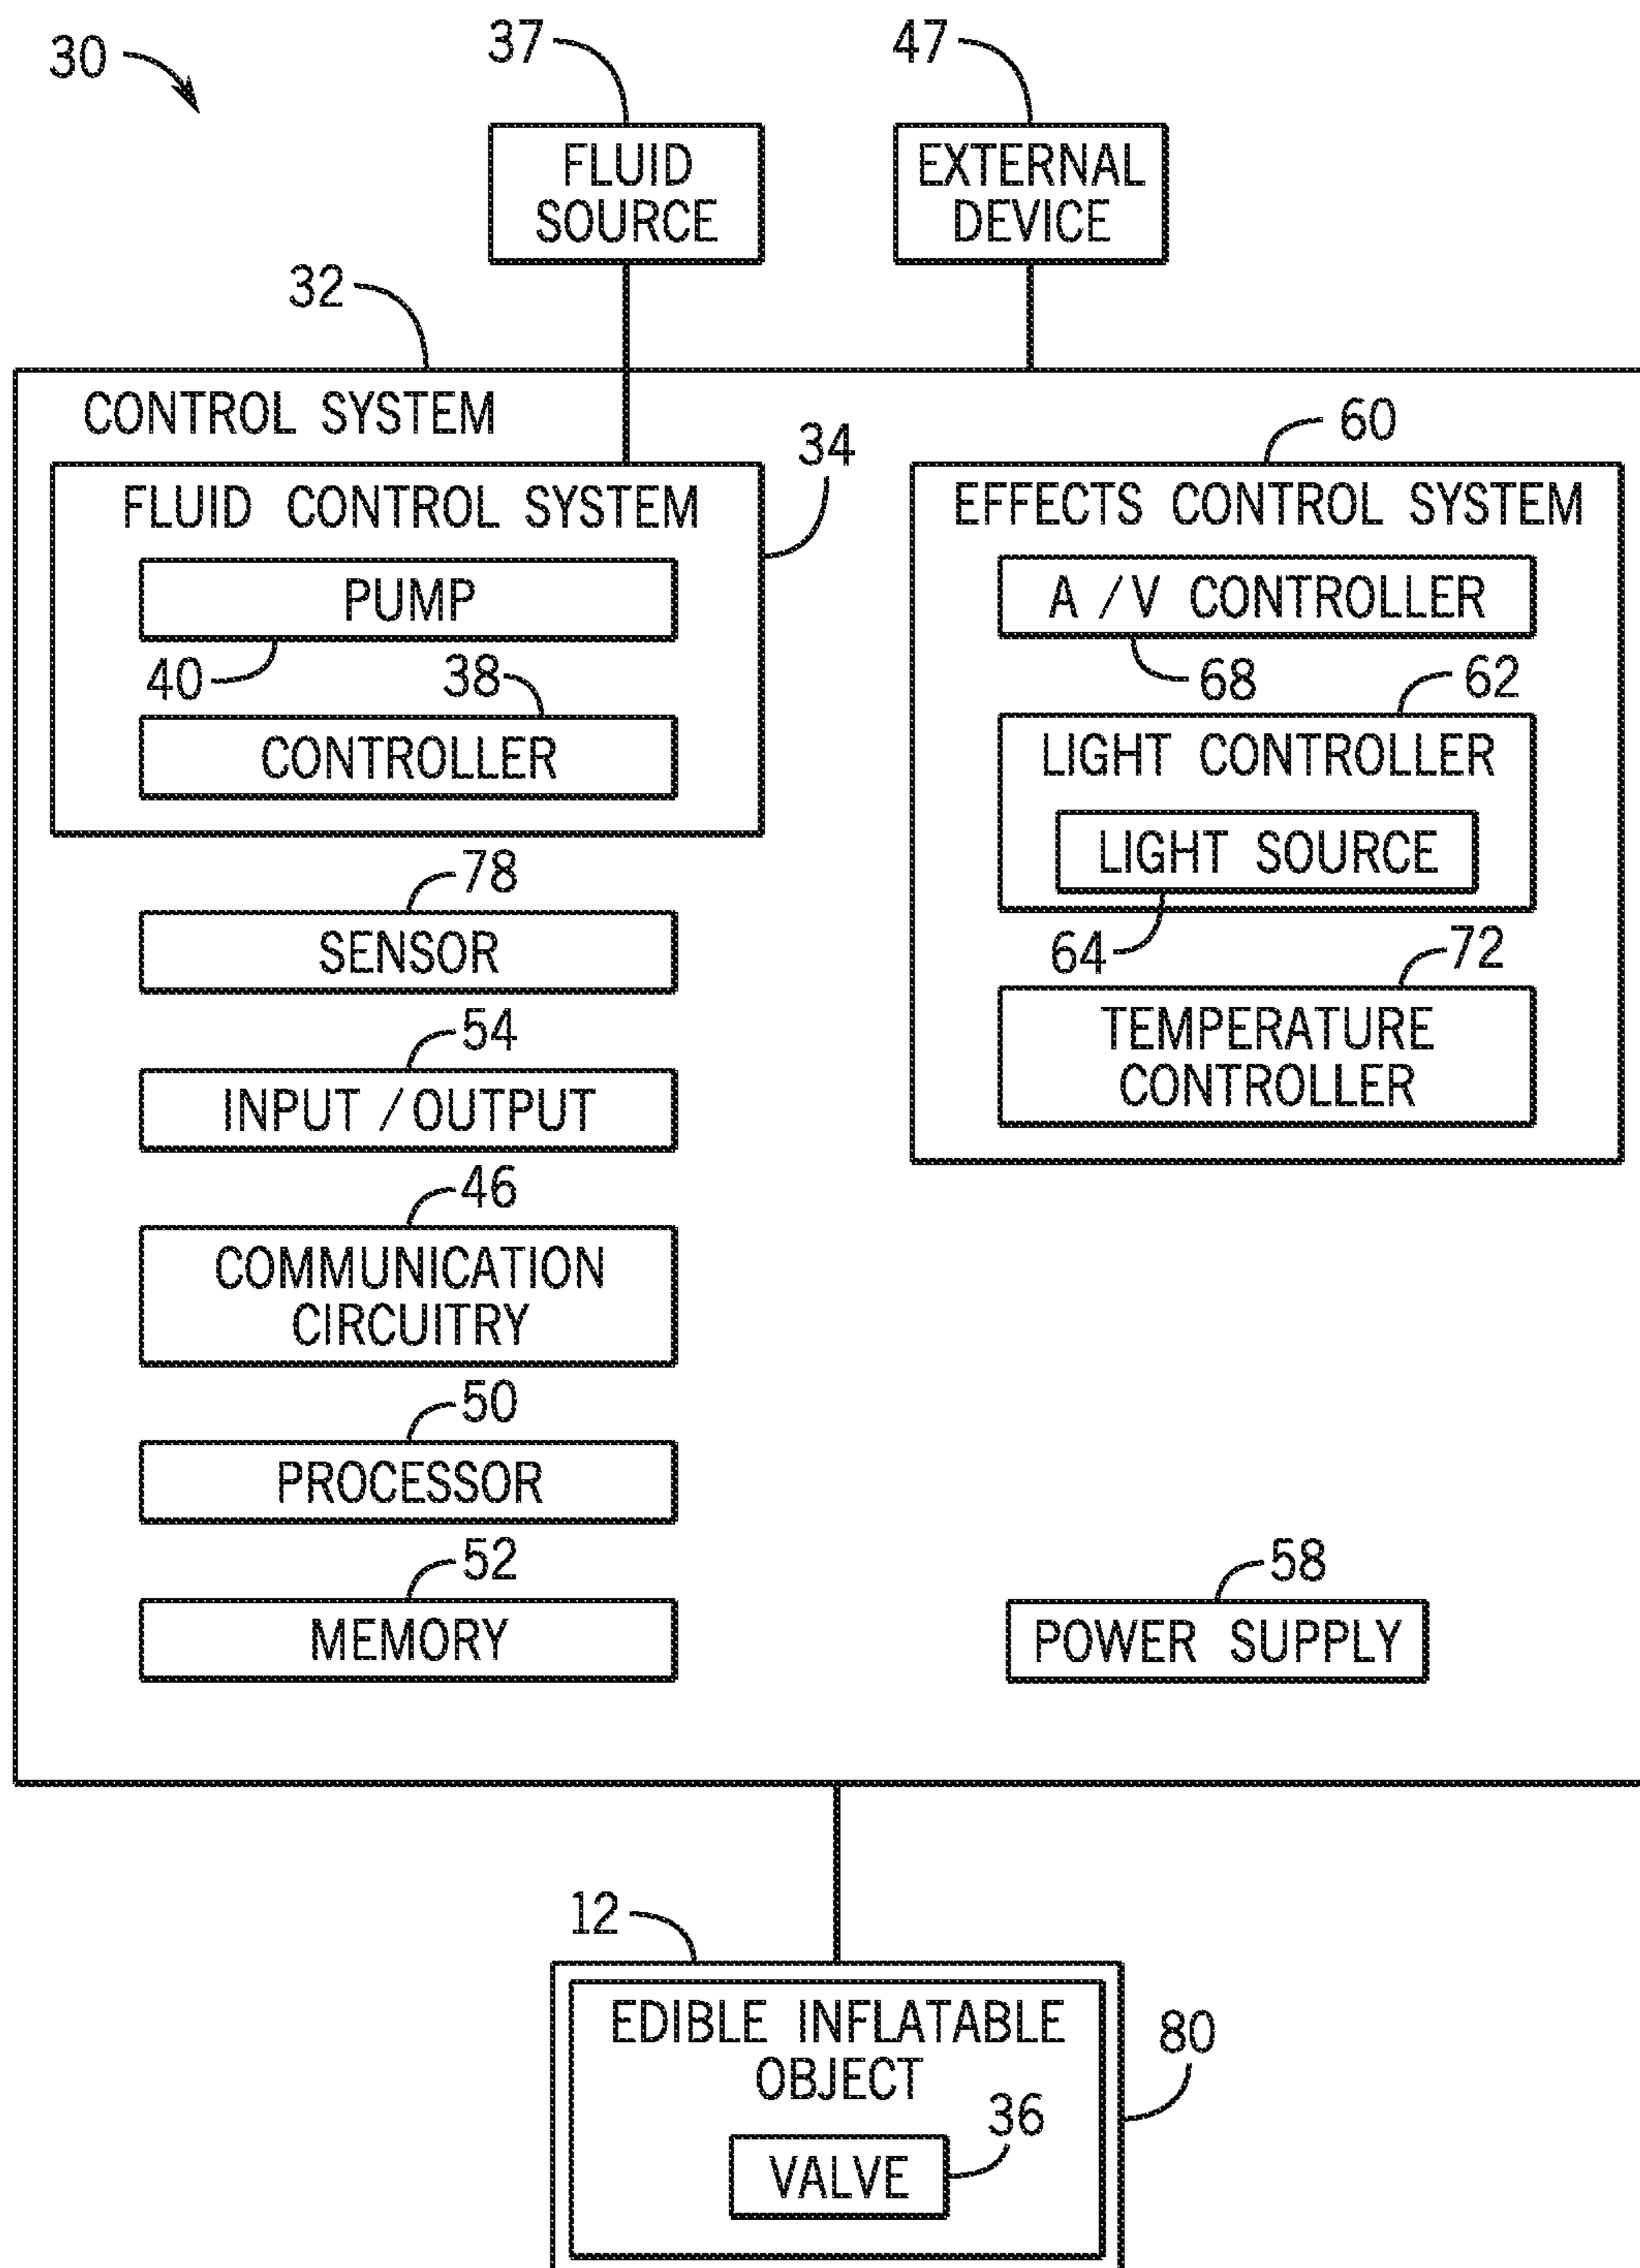 30
37
47
FLUID
SOURCE
EXTERNAL
DEVICE
32
CONTROL SYSTEM
34
FLUID CONTROL SYSTEM
PUMP
40
38
CONTROLLER
60
EFFECTS CONTROL SYSTEM
A/V CONTROLLER
68
62
LIGHT CONTROLLER
LIGHT SOURCE
64
72
TEMPERATURE
CONTROLLER
78
SENSOR
54
INPUT/OUTPUT
46
COMMUNICATION
CIRCUITRY
50
PROCESSOR
52
MEMORY
58
POWER SUPPLY
12
EDIBLE INFLATABLE
OBJECT
80
36
VALVE